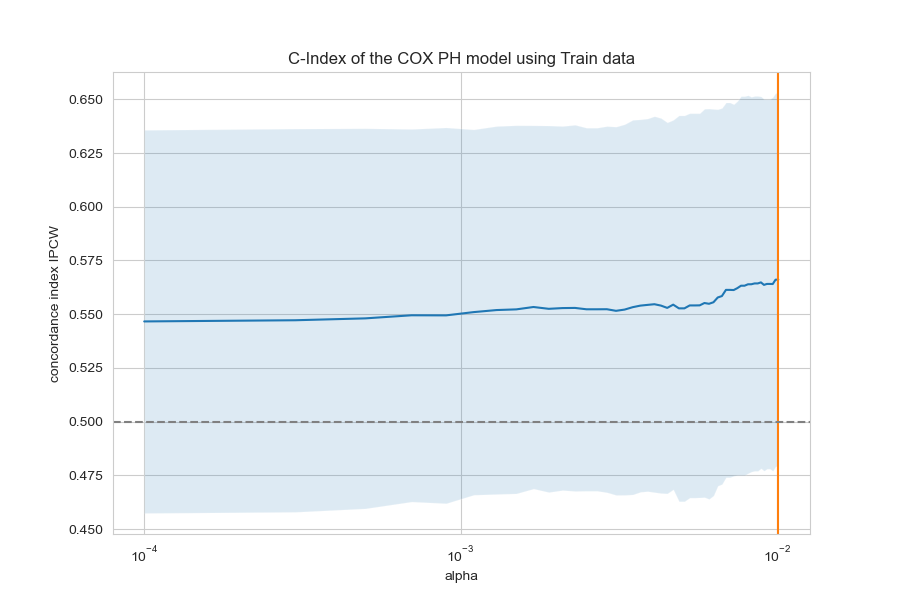 C-Index of the COX PH model using Train data
concordance index IPCW
0.650
0.625
0.600
0.575
0.550
0.525
0.500
0.475
0.450
10⁻⁴ 10⁻³ 10⁻²
alpha